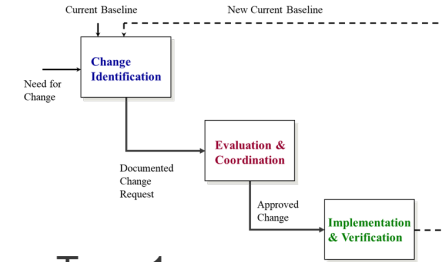 Current Baseline
New Current Baseline
Change
Identification
Need for
Change
Evaluation &
Coordination
Documented
Change
Request
Approved
Change
Implementation
& Verification